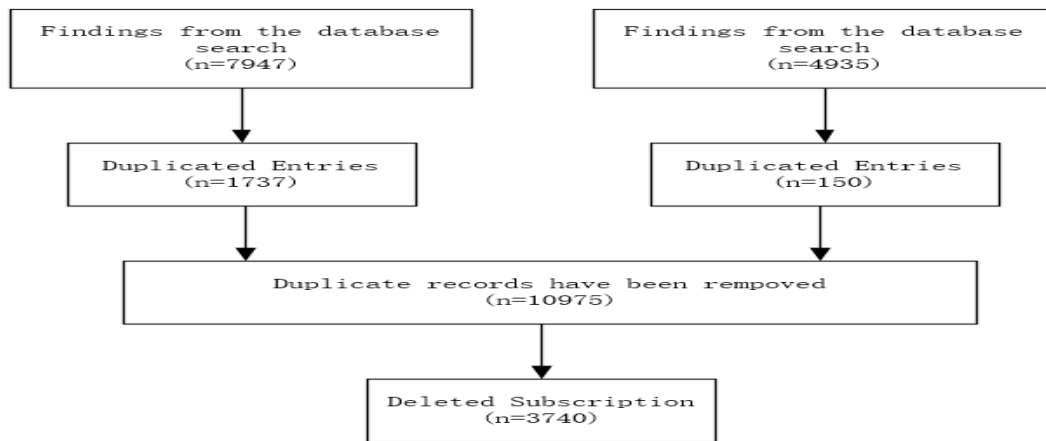 Findings from the database
search
(n=7947)
Findings from the database
search
(n=4935)
Duplicated Entries
(n=1737)
Duplicated Entries
(n=150)
Duplicate records have been rempoved
(n=10975)
Deleted Subscription
(n=3740)